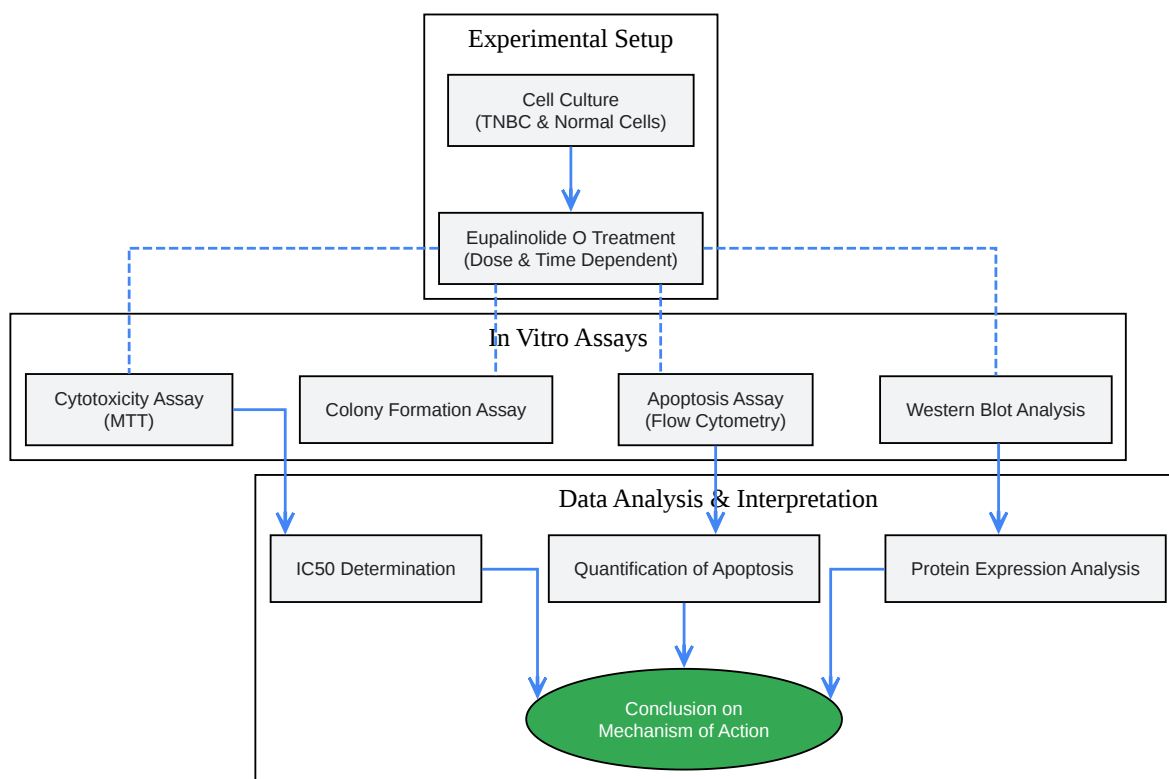 Experimental Setup
Cell Culture
(TNBC & Normal Cells)
Eupalinolide O Treatment
(Dose & Time Dependent)
In Vitro Assays
Cytotoxicity Assay
(MTT)
Colony Formation Assay
Apoptosis Assay
(Flow Cytometry)
Western Blot Analysis
Data Analysis & Interpretation
IC50 Determination
Quantification of Apoptosis
Protein Expression Analysis
Conclusion on
Mechanism of Action